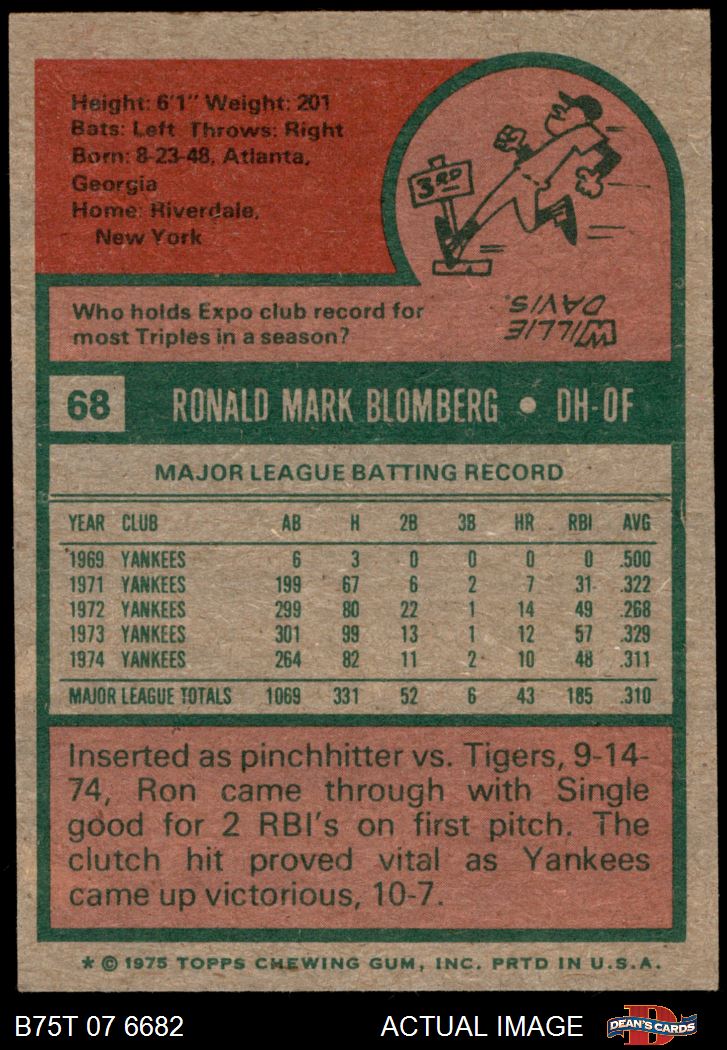 Height: 6'1" Weight: 201
Bats: Left Throws: Right
Born: 8-23-48, Atlanta,
Georgia
Home: Riverdale,
New York
3RD
Who holds Expo club record for
most Triples in a season?
WILLIE
DAVIS.
68 RONALD MARK BLOMBERG • DH-OF
MAJOR LEAGUE BATTING RECORD
YEAR CLUB AB H 2B 3B HR RBI AVG
1969 YANKEES 6 3 0 0 0 0 .500
1971 YANKEES 199 67 6 2 7 31 .322
1972 YANKEES 299 80 22 1 14 49 .268
1973 YANKEES 301 99 13 1 12 57 .329
1974 YANKEES 264 82 11 2 10 48 .311
MAJOR LEAGUE TOTALS 1069 331 52 6 43 185 .310
Inserted as pinchhitter vs. Tigers, 9-14-
74, Ron came through with Single
good for 2 RBI's on first pitch. The
clutch hit proved vital as Yankees
came up victorious, 10-7.
* © 1975 TOPPS CHEWING GUM, INC. PRTD IN U.S.A.
B75T 07 6682 ACTUAL IMAGE D DEAN'S CARDS